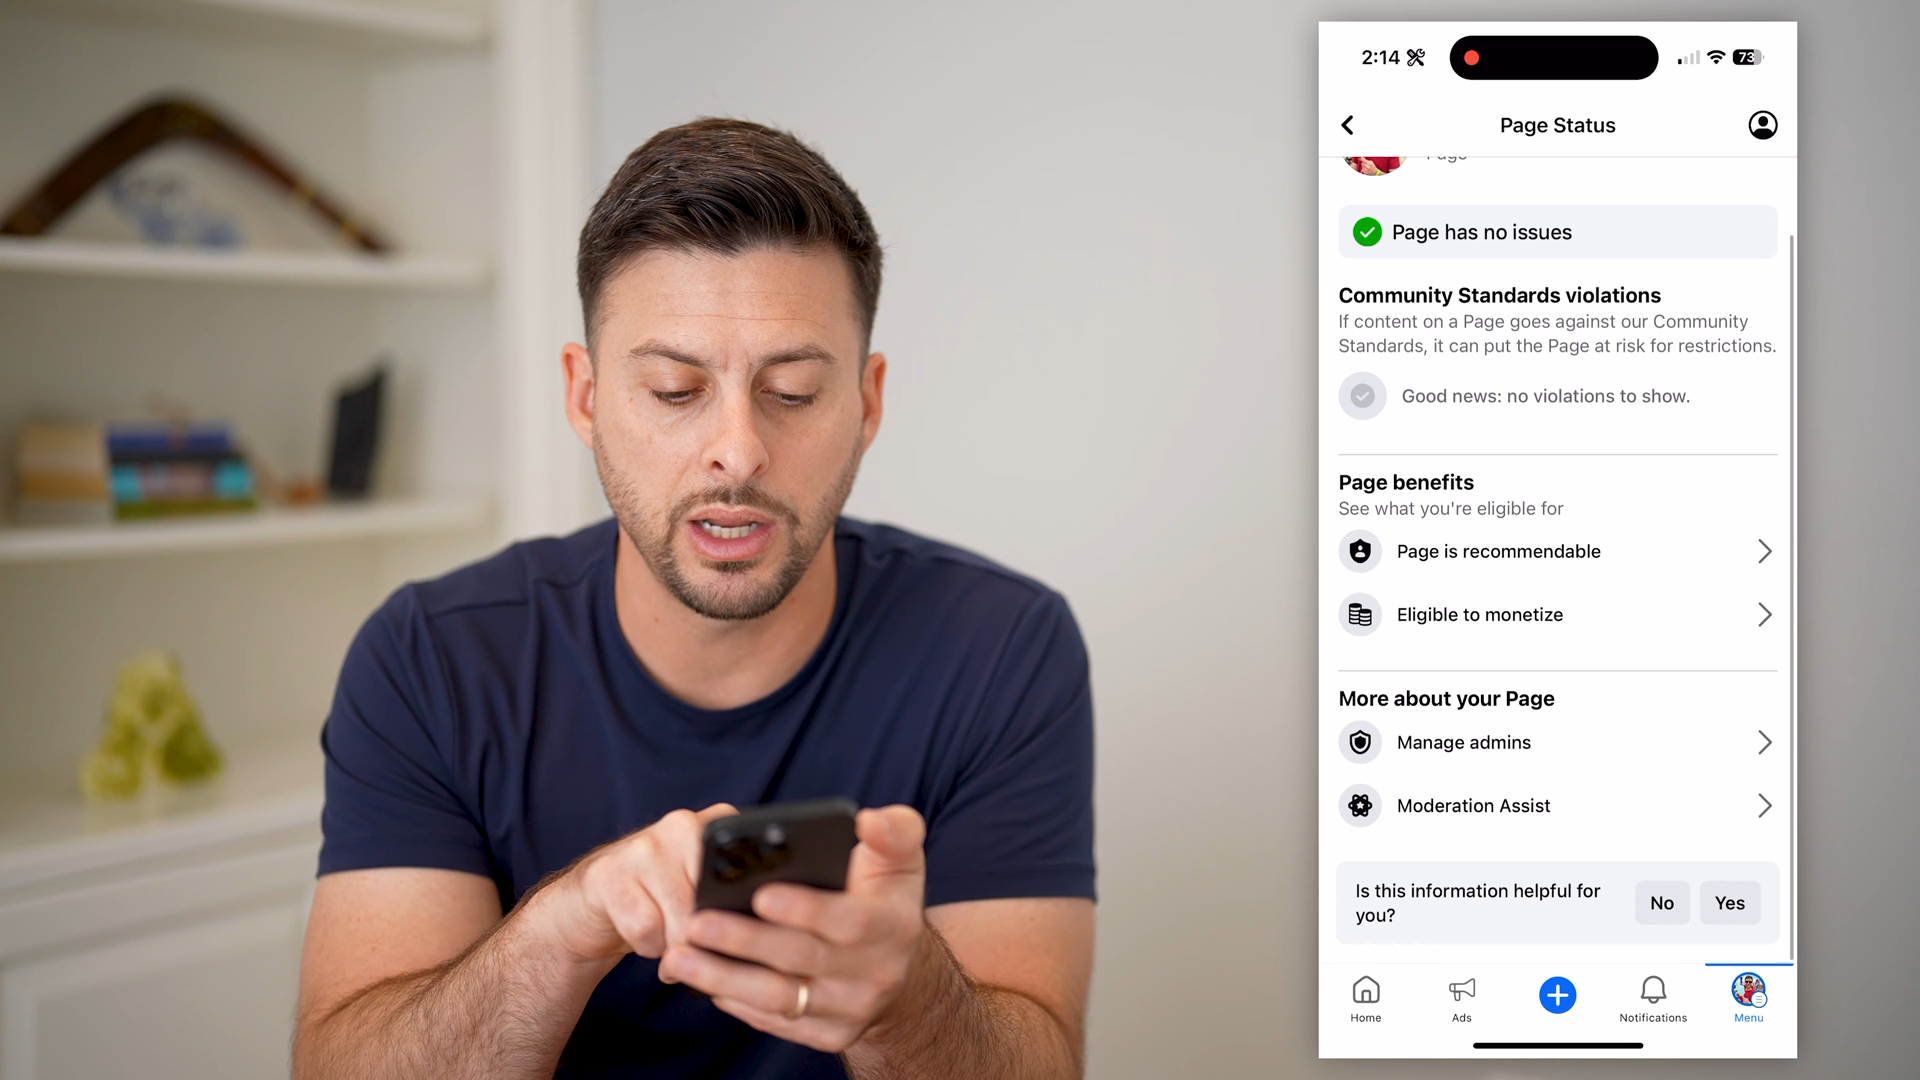 2:14
73
Page Status
Page
Page has no issues
Community Standards violations
If content on a Page goes against our Community
Standards, it can put the Page at risk for restrictions.
Good news: no violations to show.
Page benefits
See what you're eligible for
Page is recommendable
Eligible to monetize
More about your Page
Manage admins
Moderation Assist
Is this information helpful for
you?
No
Yes
Home
Ads
Notifications
Menu